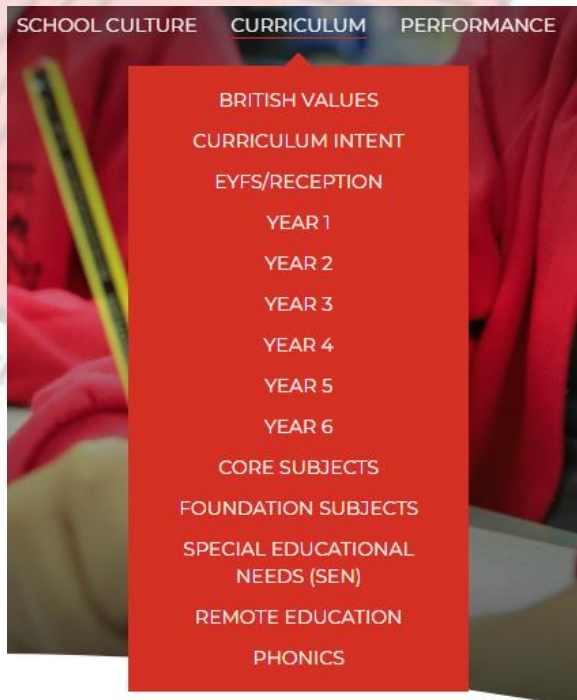 SCHOOL CULTURE CURRICULUM PERFORMANCE
BRITISH VALUES
CURRICULUM INTENT
EYFS/RECEPTION
YEAR 1
YEAR 2
YEAR 3
YEAR 4
YEAR 5
YEAR 6
CORE SUBJECTS
FOUNDATION SUBJECTS
SPECIAL EDUCATIONAL
NEEDS (SEN)
REMOTE EDUCATION
PHONICS